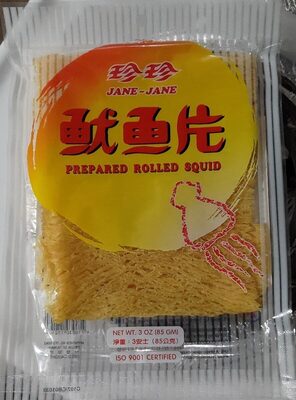 珍珍
JANE-JANE
魷魚片
PREPARED ROLLED SQUID
NET WT. 3 OZ (85 GM)
淨重:3安士 (85公克)
ISO 9001 CERTIFIED